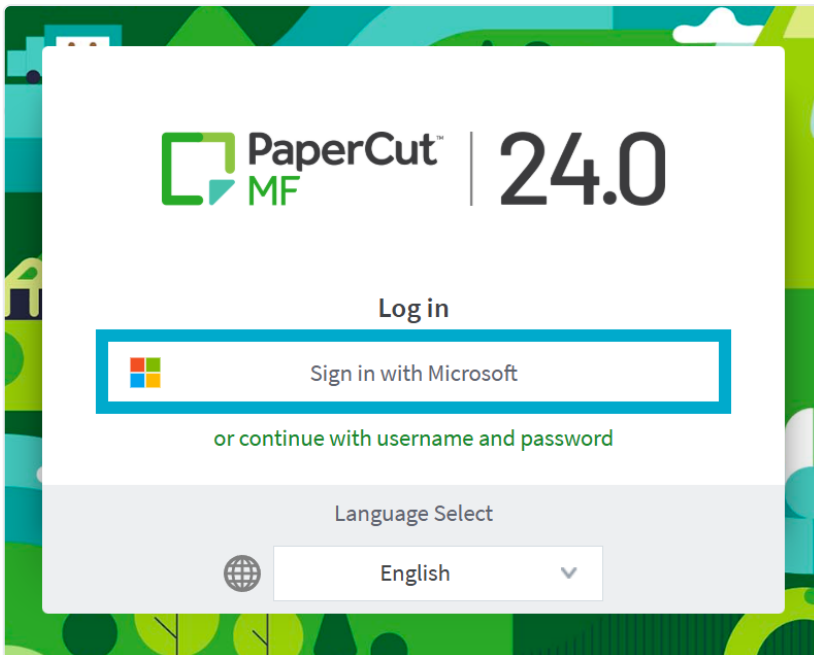 PaperCut™ | 24.0
MF
Log in
Sign in with Microsoft
or continue with username and password
Language Select
English